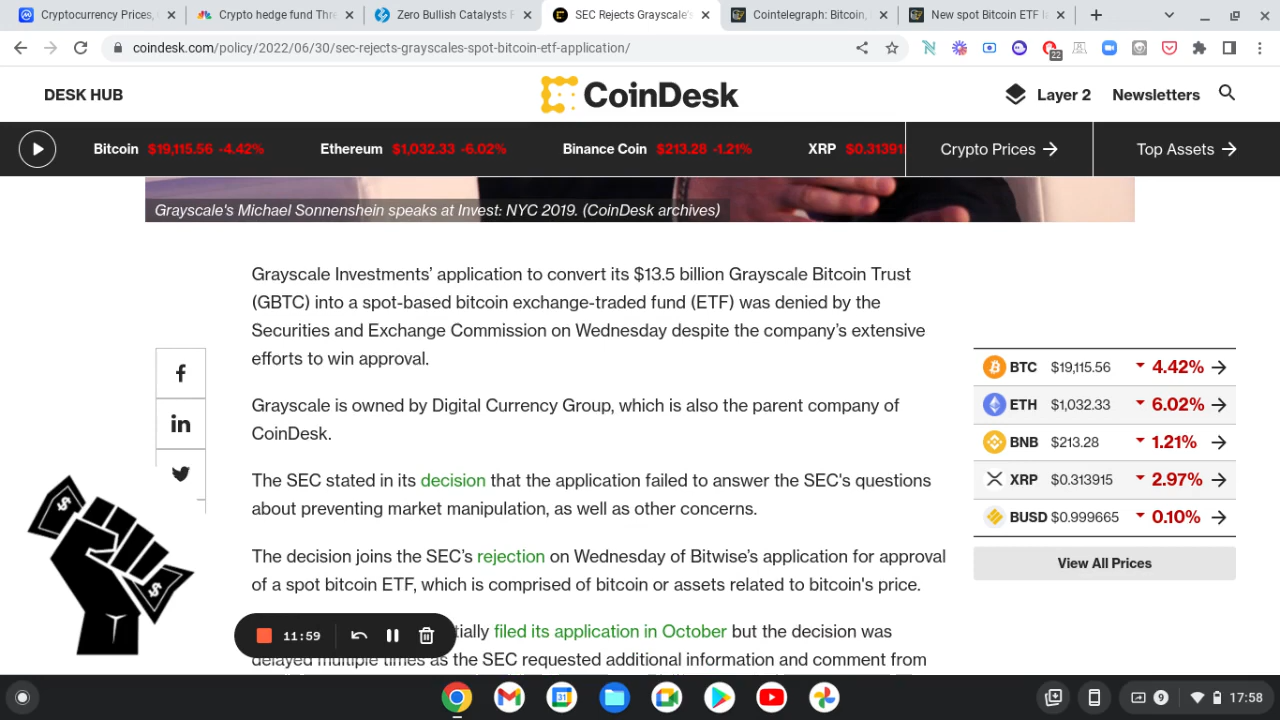 Cryptocurrency Prices,
Crypto hedge fund Thre
Zero Bullish Catalysts F
SEC Rejects Grayscale's
Cointelegraph: Bitcoin,
New spot Bitcoin ETF la
coindesk.com/policy/2022/06/30/sec-rejects-grayscales-spot-bitcoin-etf-application/
22
DESK HUB
CoinDesk
Layer 2
Newsletters
Bitcoin $19,115.56 -4.42%
Ethereum $1,032.33 -6.02%
Binance Coin $213.28 -1.21%
XRP $0.31391
Crypto Prices
Top Assets
Grayscale's Michael Sonnenshein speaks at Invest: NYC 2019. (CoinDesk archives)
Grayscale Investments’ application to convert its $13.5 billion Grayscale Bitcoin Trust
(GBTC) into a spot-based bitcoin exchange-traded fund (ETF) was denied by the
Securities and Exchange Commission on Wednesday despite the company’s extensive
efforts to win approval.
Grayscale is owned by Digital Currency Group, which is also the parent company of
CoinDesk.
The SEC stated in its decision that the application failed to answer the SEC's questions
about preventing market manipulation, as well as other concerns.
The decision joins the SEC’s rejection on Wednesday of Bitwise’s application for approval
of a spot bitcoin ETF, which is comprised of bitcoin or assets related to bitcoin's price.
tially filed its application in October but the decision was
delayed multiple times as the SEC requested additional information and comment from
BTC $19,115.56 4.42%
ETH $1,032.33 6.02%
BNB $213.28 1.21%
XRP $0.313915 2.97%
BUSD $0.999665 0.10%
View All Prices
$
$
11:59
31
9
17:58